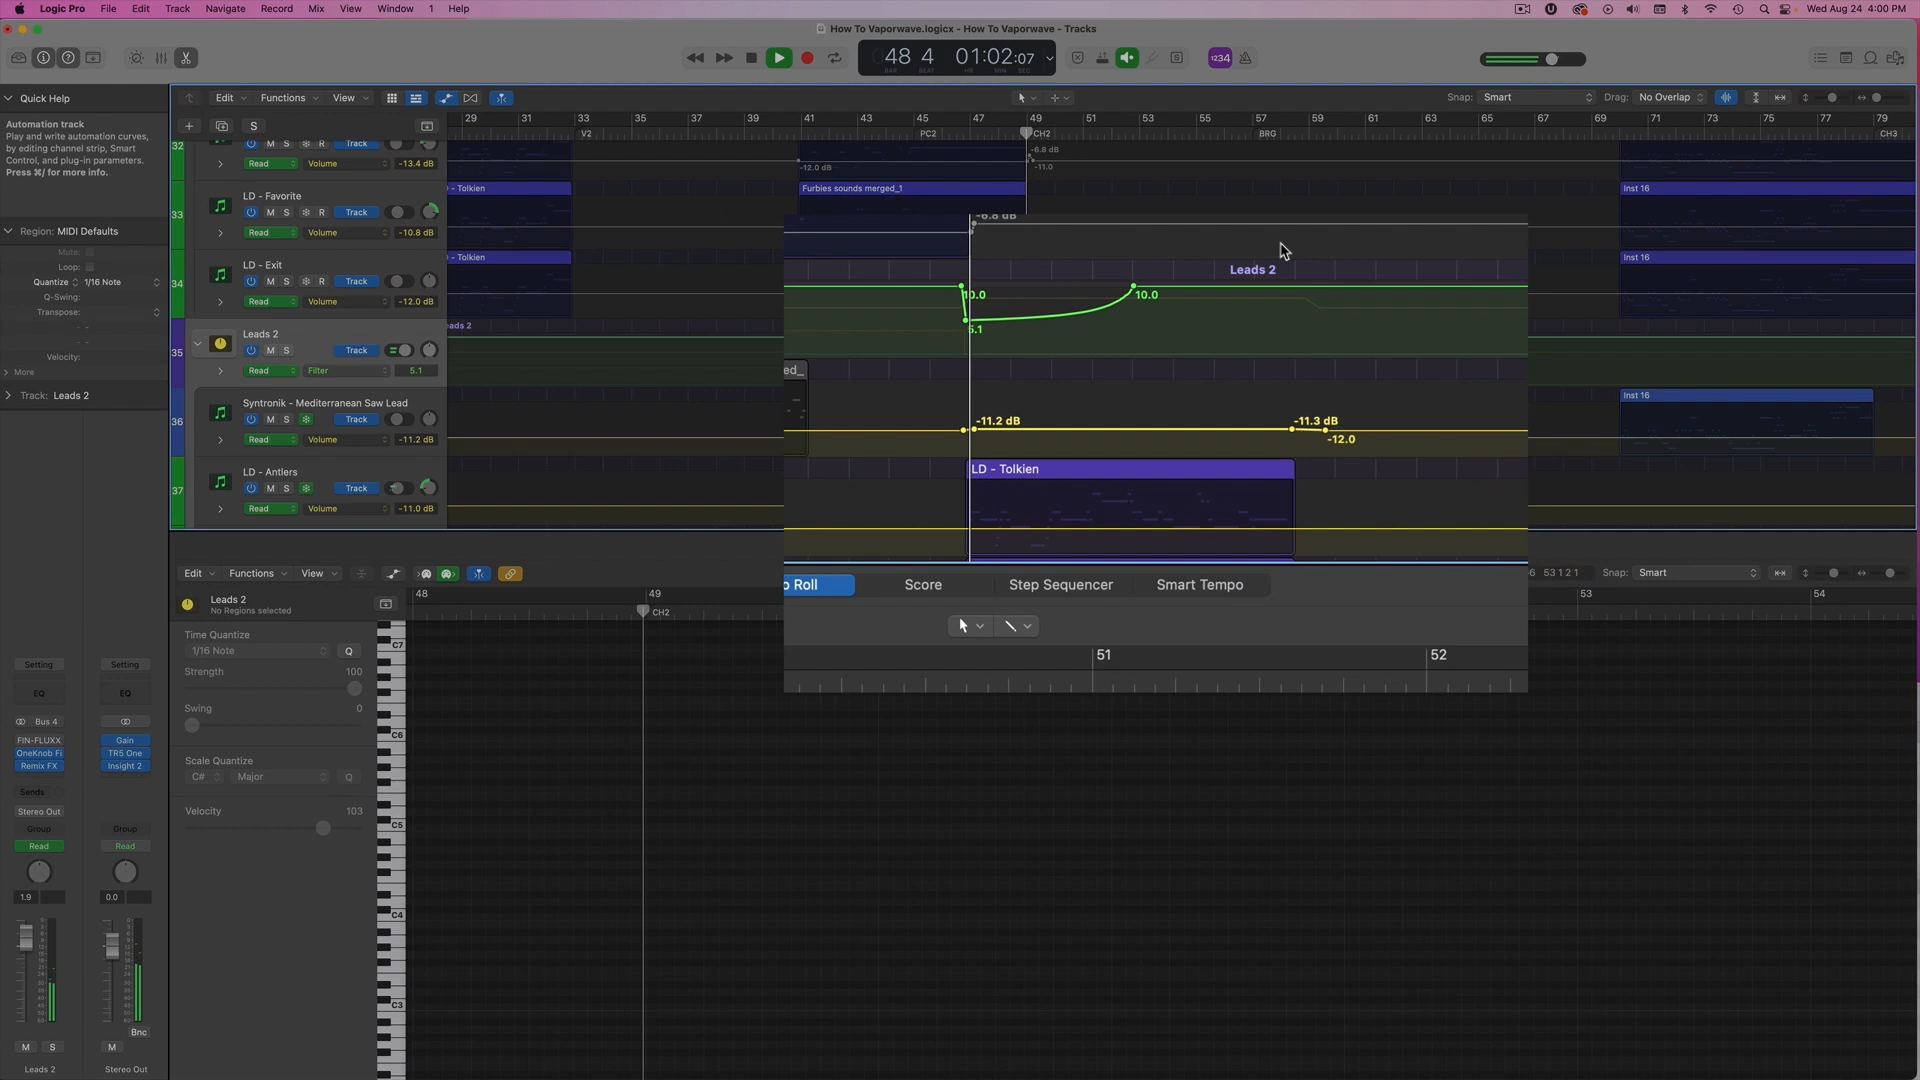 Logic Pro File Edit Track Navigate Record Mix View Window 1 Help Wed Aug 24 4:00 PM
How To Vaporwave.logicx - How To Vaporwave - Tracks
48 4 01:02:07 1234
BAR BEAT HR MIN SEC
Quick Help
Edit Functions View Snap: Smart Drag: No Overlap
Automation track
Play and write automation curves,
by editing channel strip, Smart
Control, and plug-in parameters.
Press ⌘/ for more info.
S
29 31 33 35 37 39 41 43 45 47 49 51 53 55 57 59 61 63 65 67 69 71 73 75 77 79
V2 PC2 CH2 BRG CH3
32 M S R Track
Read Volume -13.4 dB
-12.0 dB
-6.8 dB
-11.0
33 LD - Favorite
M S R Track
Read Volume -10.8 dB
- Tolkien
Furbies sounds merged_1
Inst 16
34 LD - Exit
M S R Track
Read Volume -12.0 dB
- Tolkien
Inst 16
35 Leads 2
M S Track
Read Filter 5.1
eads 2
36 Syntronik - Mediterranean Saw Lead
M S Track
Read Volume -11.2 dB
Inst 16
37 LD - Antlers
M S Track
Read Volume -11.0 dB
-6.8 dB
Leads 2
10.0
10.0
5.1
ed_
-11.2 dB
-11.3 dB
-12.0
LD - Tolkien
o Roll Score Step Sequencer Smart Tempo
51 52
Region: MIDI Defaults
Mute:
Loop:
Quantize 1/16 Note
Q-Swing:
Transpose:
Velocity:
More
Track: Leads 2
Edit Functions View
6 53 1 2 1 Snap: Smart
48 49 53 54
CH2
Leads 2
No Regions selected
Time Quantize
1/16 Note Q
Strength 100
Swing 0
Scale Quantize
C# Major Q
Velocity 103
C7
C6
C5
C4
C3
Setting Setting
EQ EQ
Bus 4
FIN-FLUXX Gain
OneKnob Fi TR5 One
Remix FX Insight 2
Sends
Stereo Out
Group Group
Read Read
1.9 0.0
Bnc
M S M
Leads 2 Stereo Out